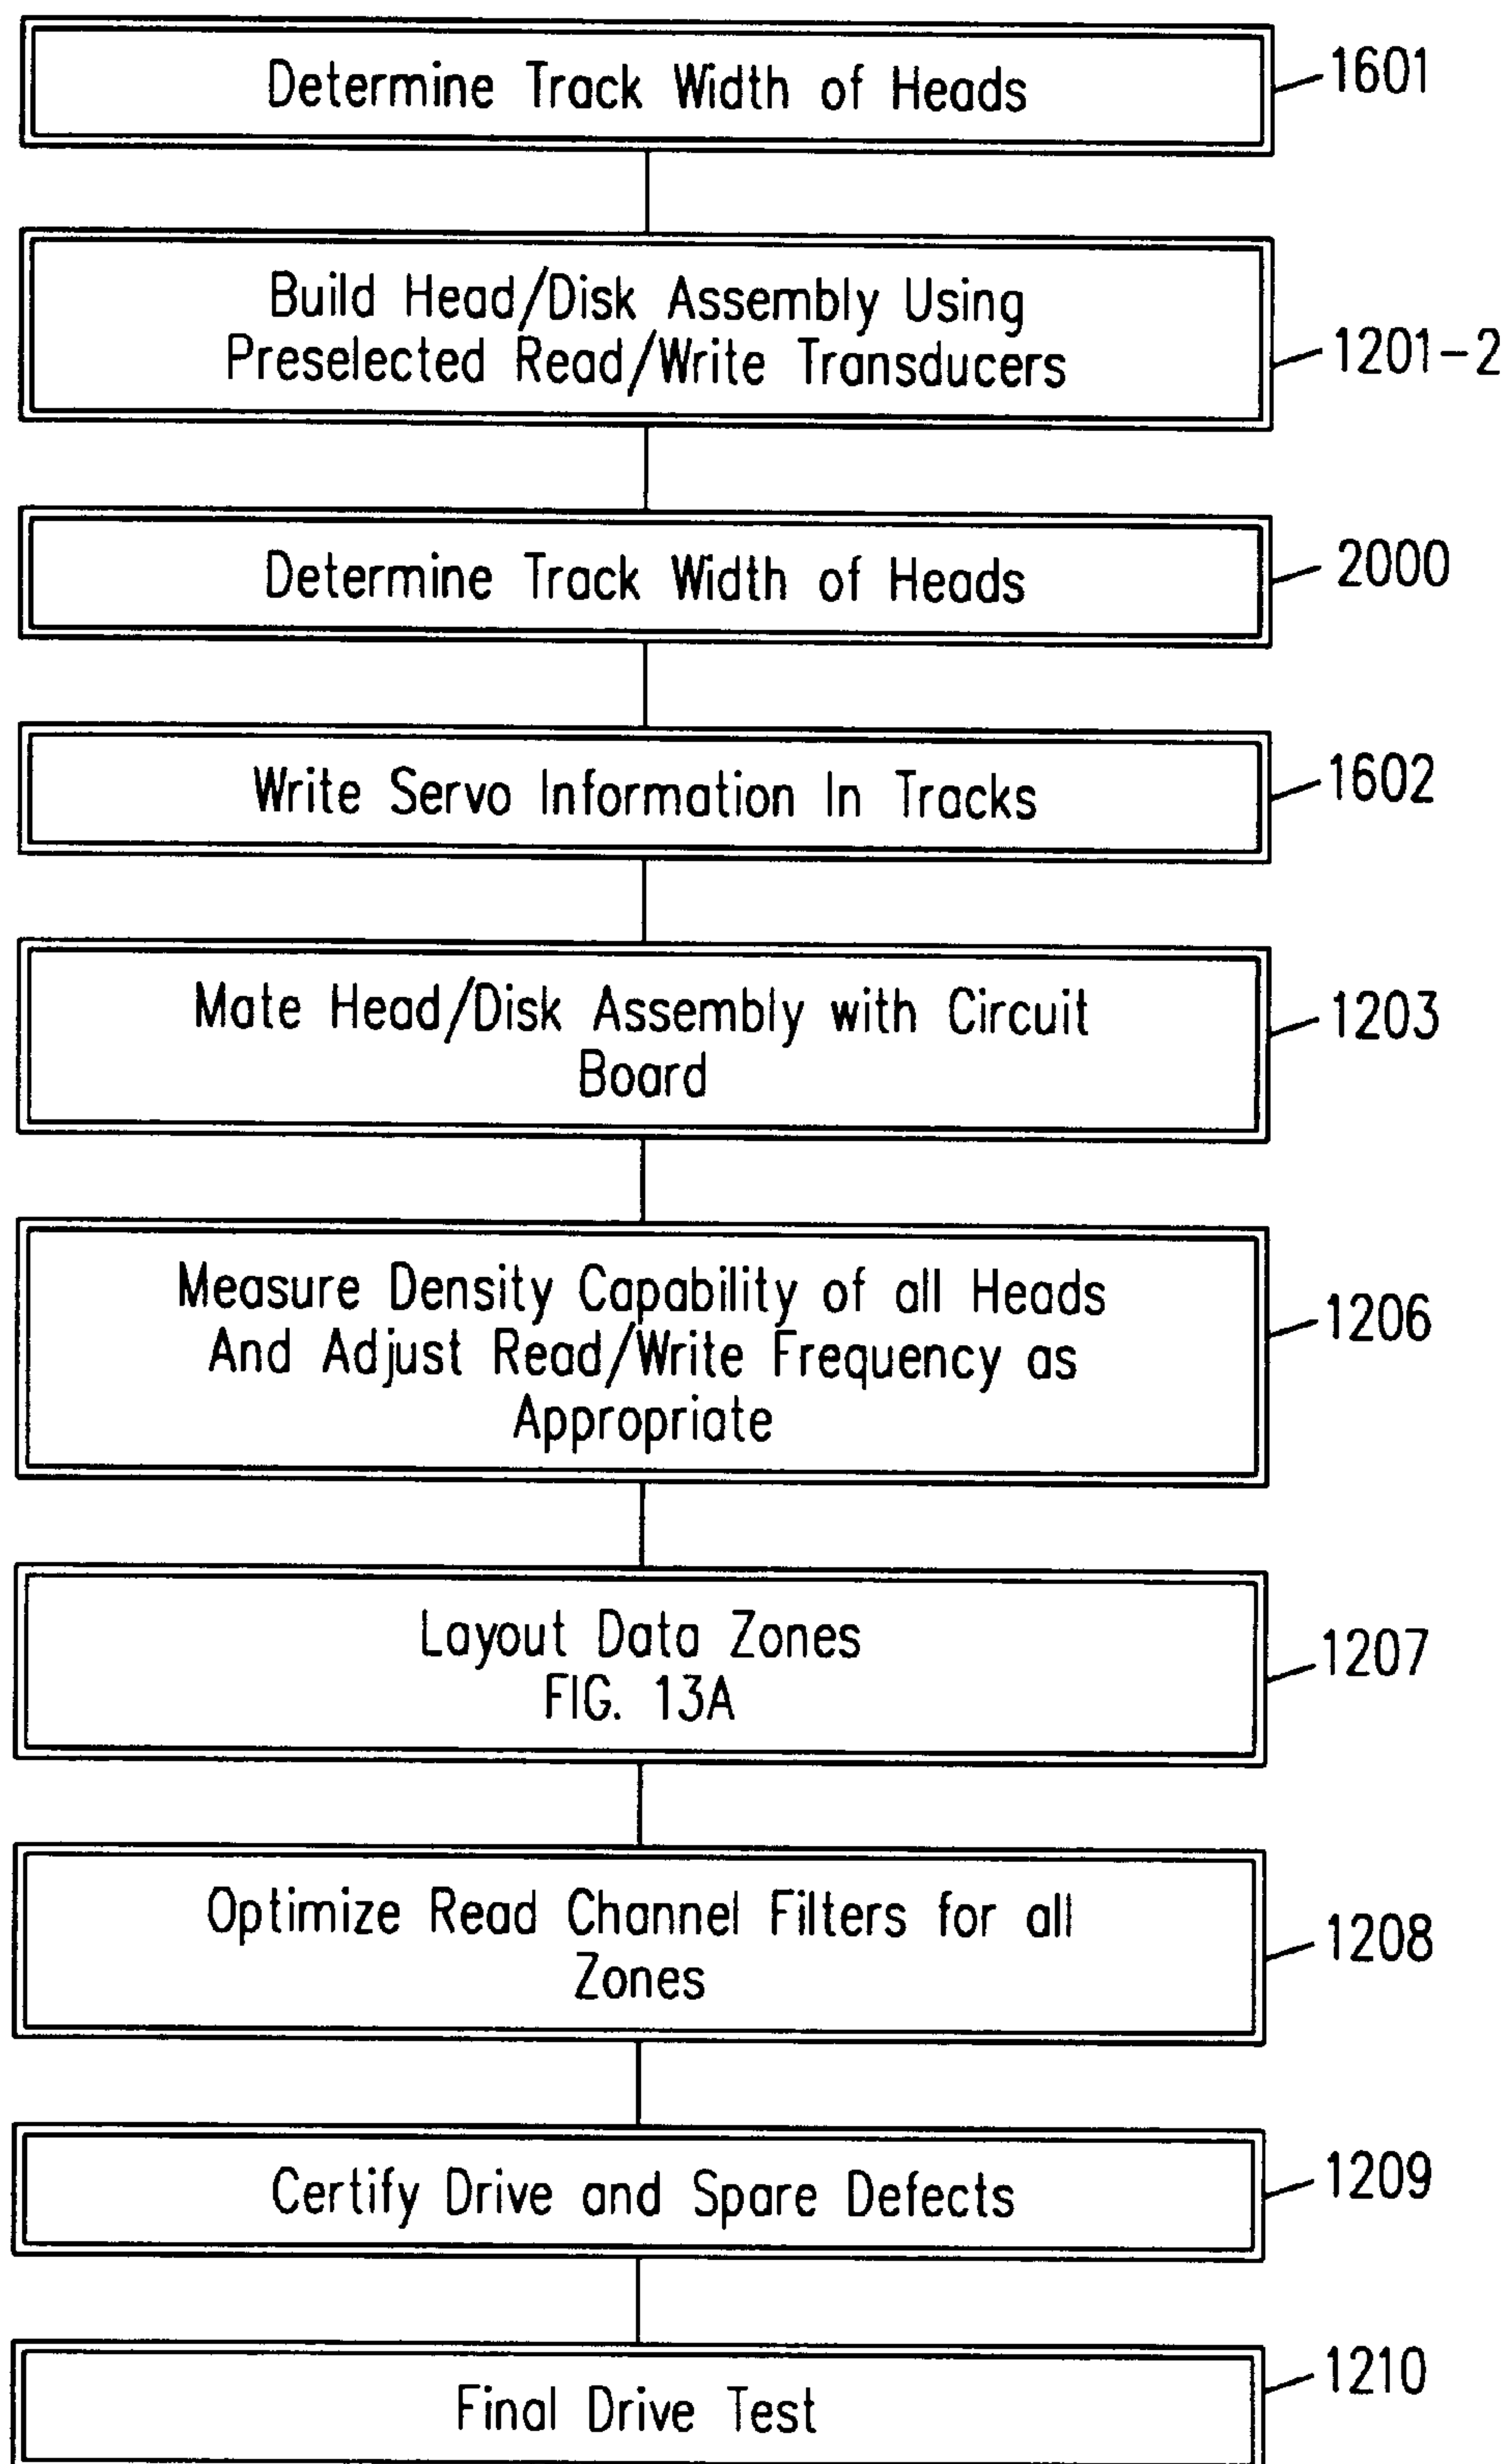 Determine Track Width of Heads
1601
Build Head/Disk Assembly Using
Preselected Read/Write Transducers
1201-2
Determine Track Width of Heads
2000
Write Servo Information In Tracks
1602
Mate Head/Disk Assembly with Circuit
Board
1203
Measure Density Capability of all Heads
And Adjust Read/Write Frequency as
Appropriate
1206
Layout Data Zones
FIG. 13A
1207
Optimize Read Channel Filters for all
Zones
1208
Certify Drive and Spare Defects
1209
Final Drive Test
1210